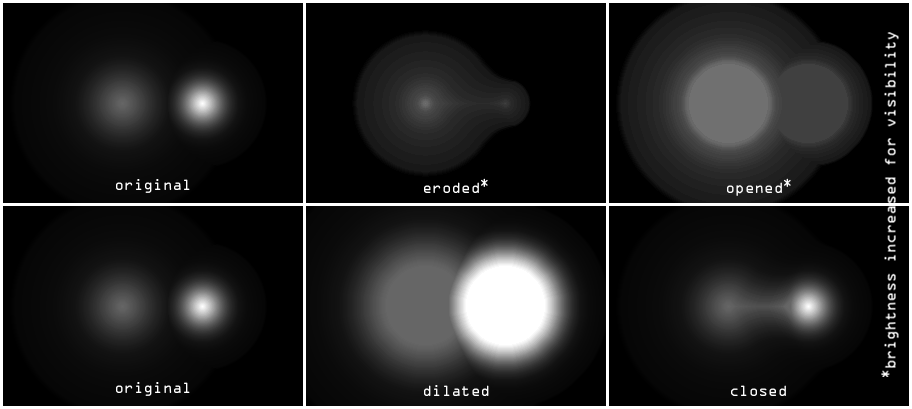 original
eroded*
opened*
original
dilated
closed
*brightness increased for visibility